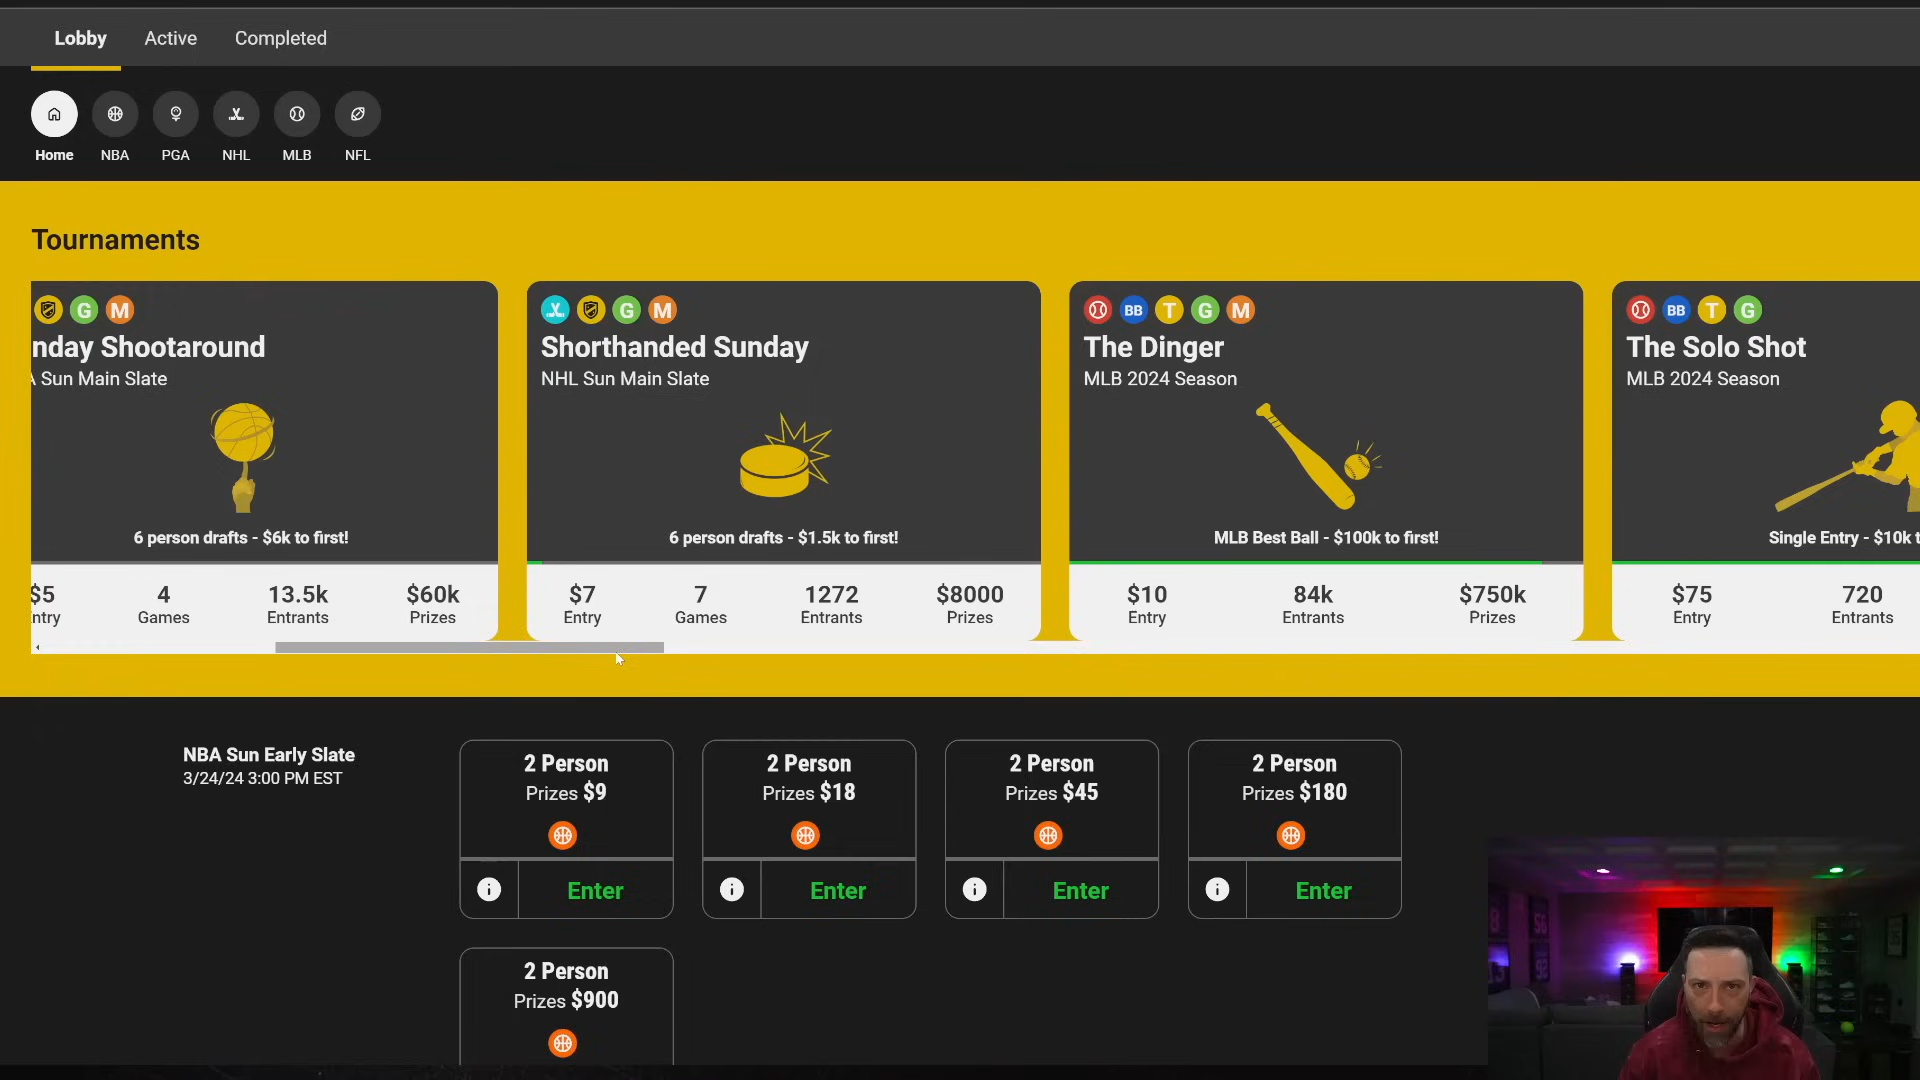 Lobby Active Completed
Home NBA PGA NHL MLB NFL
Tournaments
G M
nday Shootaround
Sun Main Slate
6 person drafts - $6k to first!
$5 4 13.5k $60k
ntry Games Entrants Prizes
G M
Shorthanded Sunday
NHL Sun Main Slate
6 person drafts - $1.5k to first!
$7 7 1272 $8000
Entry Games Entrants Prizes
BB T G M
The Dinger
MLB 2024 Season
MLB Best Ball - $100k to first!
$10 84k $750k
Entry Entrants Prizes
BB T G
The Solo Shot
MLB 2024 Season
Single Entry - $10k t
$75 720
Entry Entrants
NBA Sun Early Slate
3/24/24 3:00 PM EST
2 Person
Prizes $9
Enter
2 Person
Prizes $18
Enter
2 Person
Prizes $45
Enter
2 Person
Prizes $180
Enter
2 Person
Prizes $900